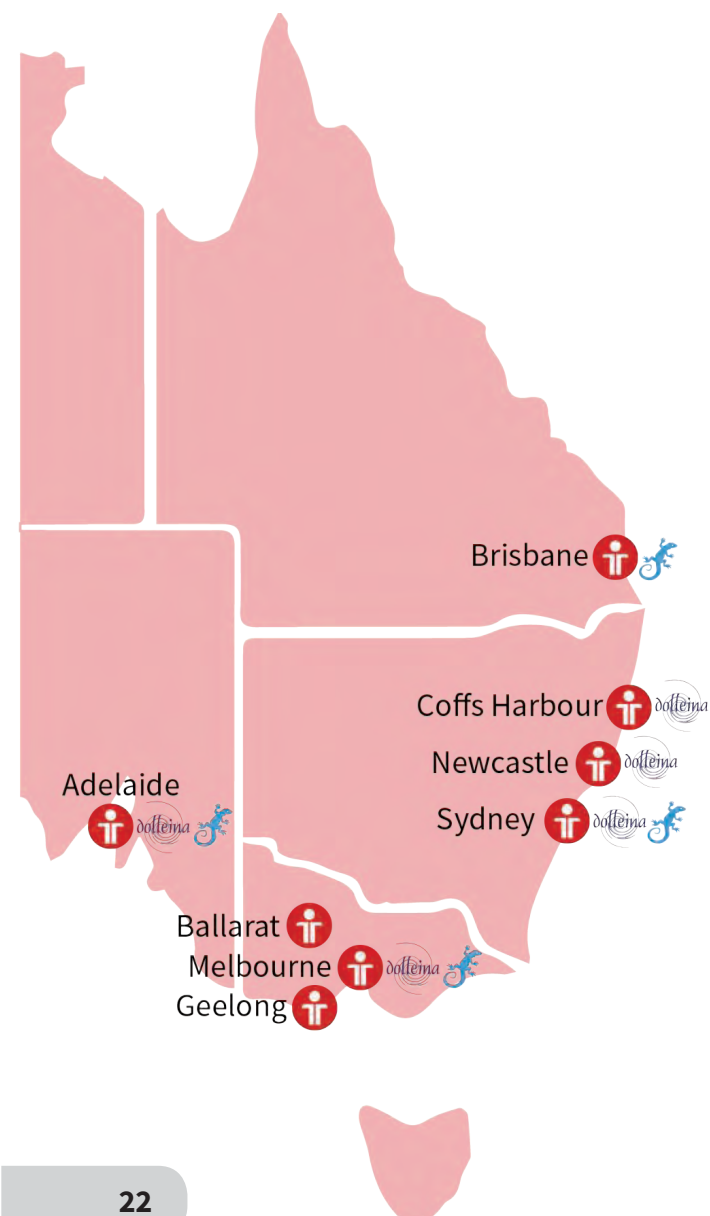 Brisbane
Coffs Harbour dolleina
Newcastle dolleina
Sydney dolleina
Adelaide
dolleina
Ballarat
Melbourne dolleina
Geelong
22